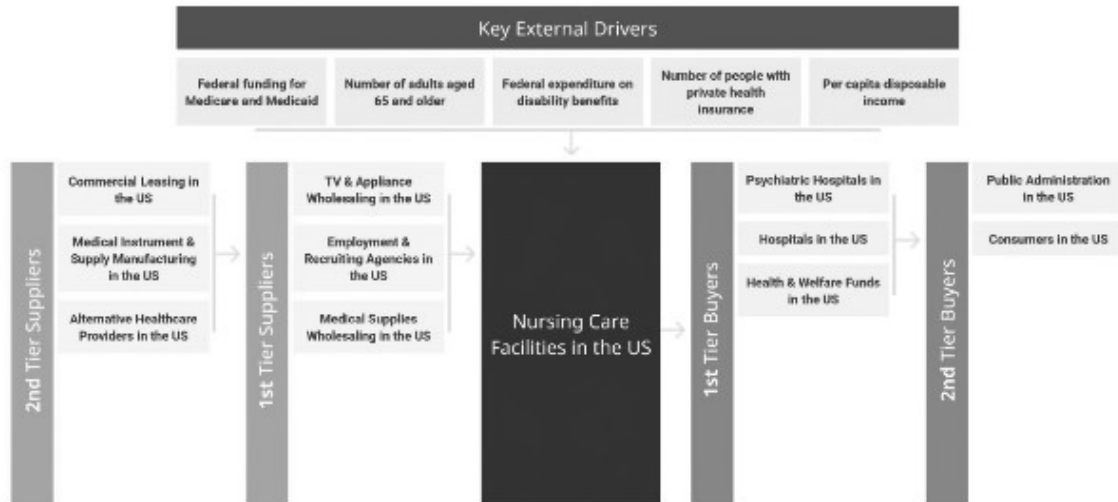 Key External Drivers
Federal funding for
Medicare and Medicaid
Number of adults aged
65 and older
Federal expenditure on
disability benefits
Number of people with
private health
insurance
Per capita disposable
income
2nd Tier Suppliers
Commercial Leasing in
the US
Medical Instrument &
Supply Manufacturing
in the US
Alternative Healthcare
Providers in the US
1st Tier Suppliers
TV & Appliance
Wholesaling in the US
Employment &
Recruiting Agencies in
the US
Medical Supplies
Wholesaling in the US
Nursing Care
Facilities in the US
1st Tier Buyers
Psychiatric Hospitals in
the US
Hospitals in the US
Health & Welfare Funds
in the US
2nd Tier Buyers
Public Administration
in the US
Consumers in the US